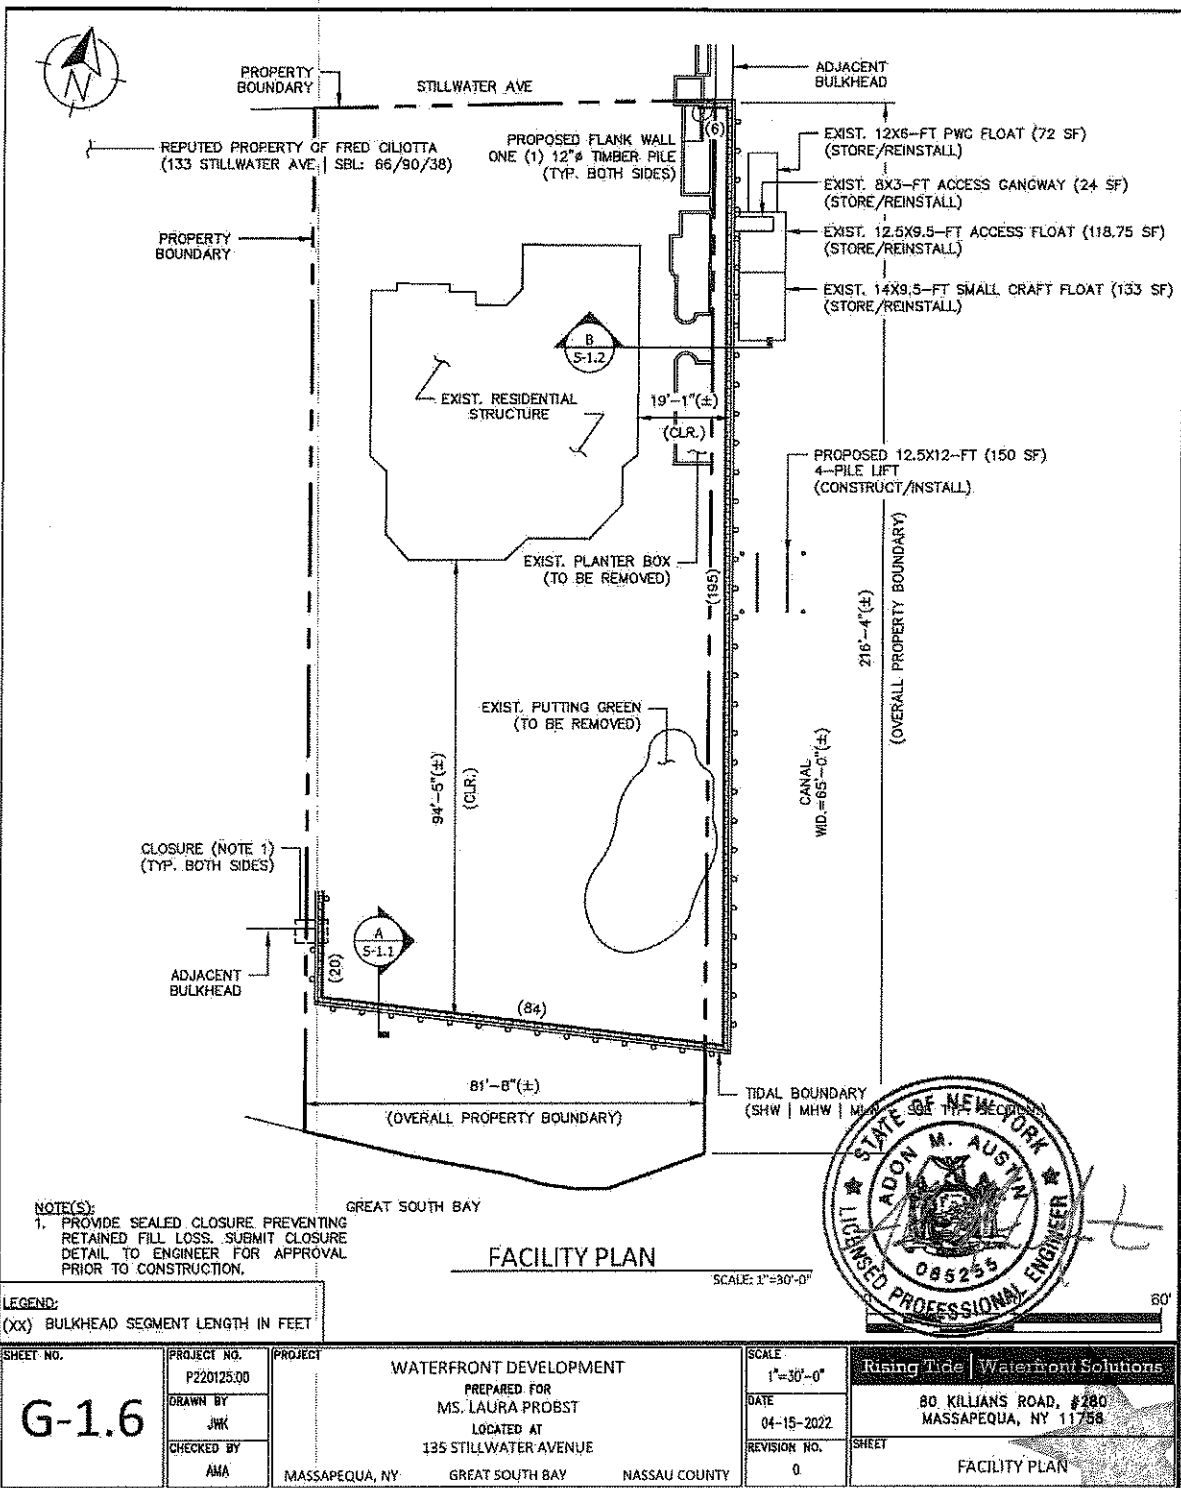 N
PROPERTY
BOUNDARY
STILLWATER AVE
ADJACENT
BULKHEAD
REPUTED PROPERTY OF FRED CILIOTTA
(133 STILLWATER AVE | SBL: 66/90/38)
PROPOSED FLANK WALL
ONE (1) 12"ø TIMBER PILE
(TYP. BOTH SIDES)
(6)
EXIST. 12X6-FT PWC FLOAT (72 SF)
(STORE/REINSTALL)
EXIST. 8X3-FT ACCESS GANGWAY (24 SF)
(STORE/REINSTALL)
PROPERTY
BOUNDARY
EXIST. 12.5X9.5-FT ACCESS FLOAT (118.75 SF)
(STORE/REINSTALL)
EXIST. 14X9.5-FT SMALL CRAFT FLOAT (133 SF)
(STORE/REINSTALL)
B
S-1.2
EXIST. RESIDENTIAL
STRUCTURE
19'-1"(±)
(CLR.)
PROPOSED 12.5X12-FT (150 SF)
4-PILE LIFT
(CONSTRUCT/INSTALL)
EXIST. PLANTER BOX
(TO BE REMOVED)
(195)
216'-4"(±)
(OVERALL PROPERTY BOUNDARY)
EXIST. PUTTING GREEN
(TO BE REMOVED)
94'-5"(±)
(CLR.)
CANAL
WID.=65'-0"(±)
CLOSURE (NOTE 1)
(TYP. BOTH SIDES)
A
S-1.1
ADJACENT
BULKHEAD
(20)
(84)
81'-8"(±)
(OVERALL PROPERTY BOUNDARY)
TIDAL BOUNDARY
(SHW | MHW | SEE TYP. SECTIONS)
STATE OF NEW YORK
ADON M. AUSTIN
085255
LICENSED PROFESSIONAL ENGINEER
GREAT SOUTH BAY
NOTE(S):
1. PROVIDE SEALED CLOSURE PREVENTING
RETAINED FILL LOSS. SUBMIT CLOSURE
DETAIL TO ENGINEER FOR APPROVAL
PRIOR TO CONSTRUCTION.
FACILITY PLAN
SCALE: 1"=30'-0"
60'
LEGEND:
(XX) BULKHEAD SEGMENT LENGTH IN FEET
SHEET NO.
G-1.6
PROJECT NO.
P220125.00
DRAWN BY
JWK
CHECKED BY
AMA
PROJECT
WATERFRONT DEVELOPMENT
PREPARED FOR
MS. LAURA PROBST
LOCATED AT
135 STILLWATER AVENUE
MASSAPEQUA, NY GREAT SOUTH BAY NASSAU COUNTY
SCALE
1"=30'-0"
DATE
04-15-2022
REVISION NO.
0
Rising Tide | Waterfront Solutions
80 KILLIANS ROAD, #280
MASSAPEQUA, NY 11758
SHEET
FACILITY PLAN